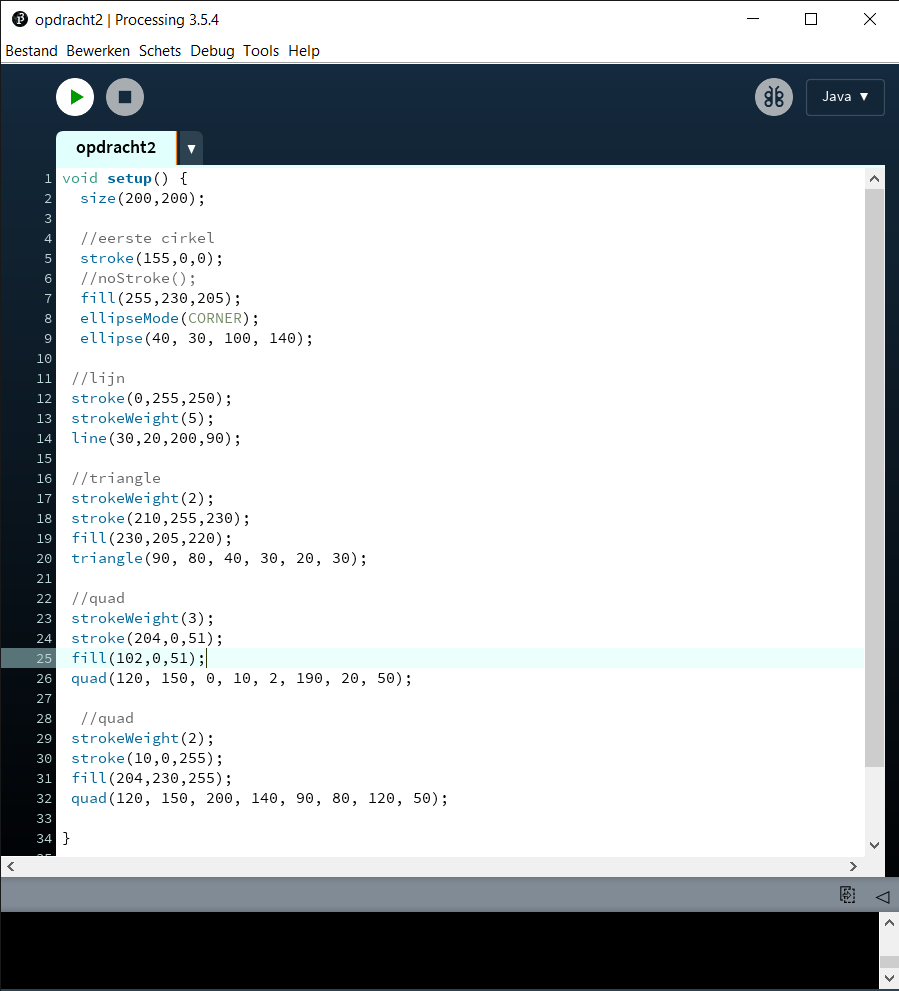 opdracht2 | Processing 3.5.4
Bestand Bewerken Schets Debug Tools Help
Java ▼
opdracht2 ▼
1 void setup() {
2 size(200,200);
3
4 //eerste cirkel
5 stroke(155,0,0);
6 //noStroke();
7 fill(255,230,205);
8 ellipseMode(CORNER);
9 ellipse(40, 30, 100, 140);
10
11 //lijn
12 stroke(0,255,250);
13 strokeWeight(5);
14 line(30,20,200,90);
15
16 //triangle
17 strokeWeight(2);
18 stroke(210,255,230);
19 fill(230,205,220);
20 triangle(90, 80, 40, 30, 20, 30);
21
22 //quad
23 strokeWeight(3);
24 stroke(204,0,51);
25 fill(102,0,51);
26 quad(120, 150, 0, 10, 2, 190, 20, 50);
27
28 //quad
29 strokeWeight(2);
30 stroke(10,0,255);
31 fill(204,230,255);
32 quad(120, 150, 200, 140, 90, 80, 120, 50);
33
34 }